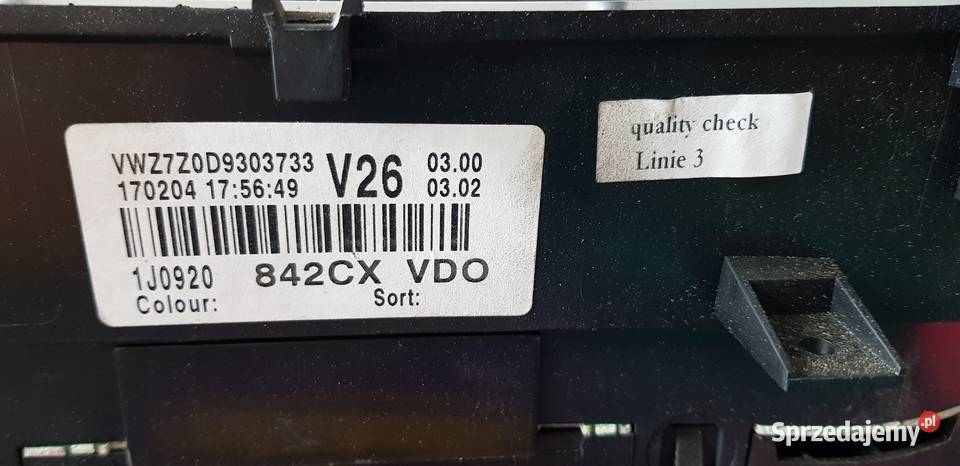 VWZ7Z0D9303733 V26 03.00
170204 17:56:49 03.02
1J0920 842CX VDO
Colour: Sort:
quality check
Linie 3
Sprzedajemy.pl